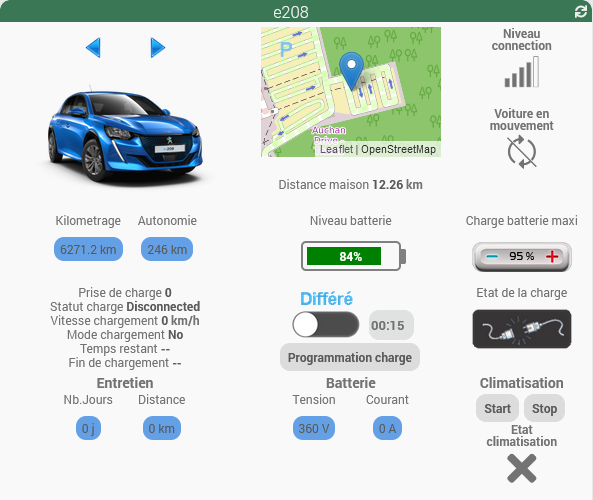 e208
P
Auchan
Drive
Leaflet | OpenStreetMap
Distance maison 12.26 km
Niveau
connection
Voiture en
mouvement
Kilometrage
Autonomie
6271.2 km
246 km
Niveau batterie
84%
Charge batterie maxi
95 %
Prise de charge 0
Statut charge Disconnected
Vitesse chargement 0 km/h
Mode chargement No
Temps restant --
Fin de chargement --
Différé
00:15
Programmation charge
Etat de la charge
Entretien
Nb.Jours
Distance
0 j
0 km
Batterie
Tension
Courant
360 V
0 A
Climatisation
Start
Stop
Etat
climatisation